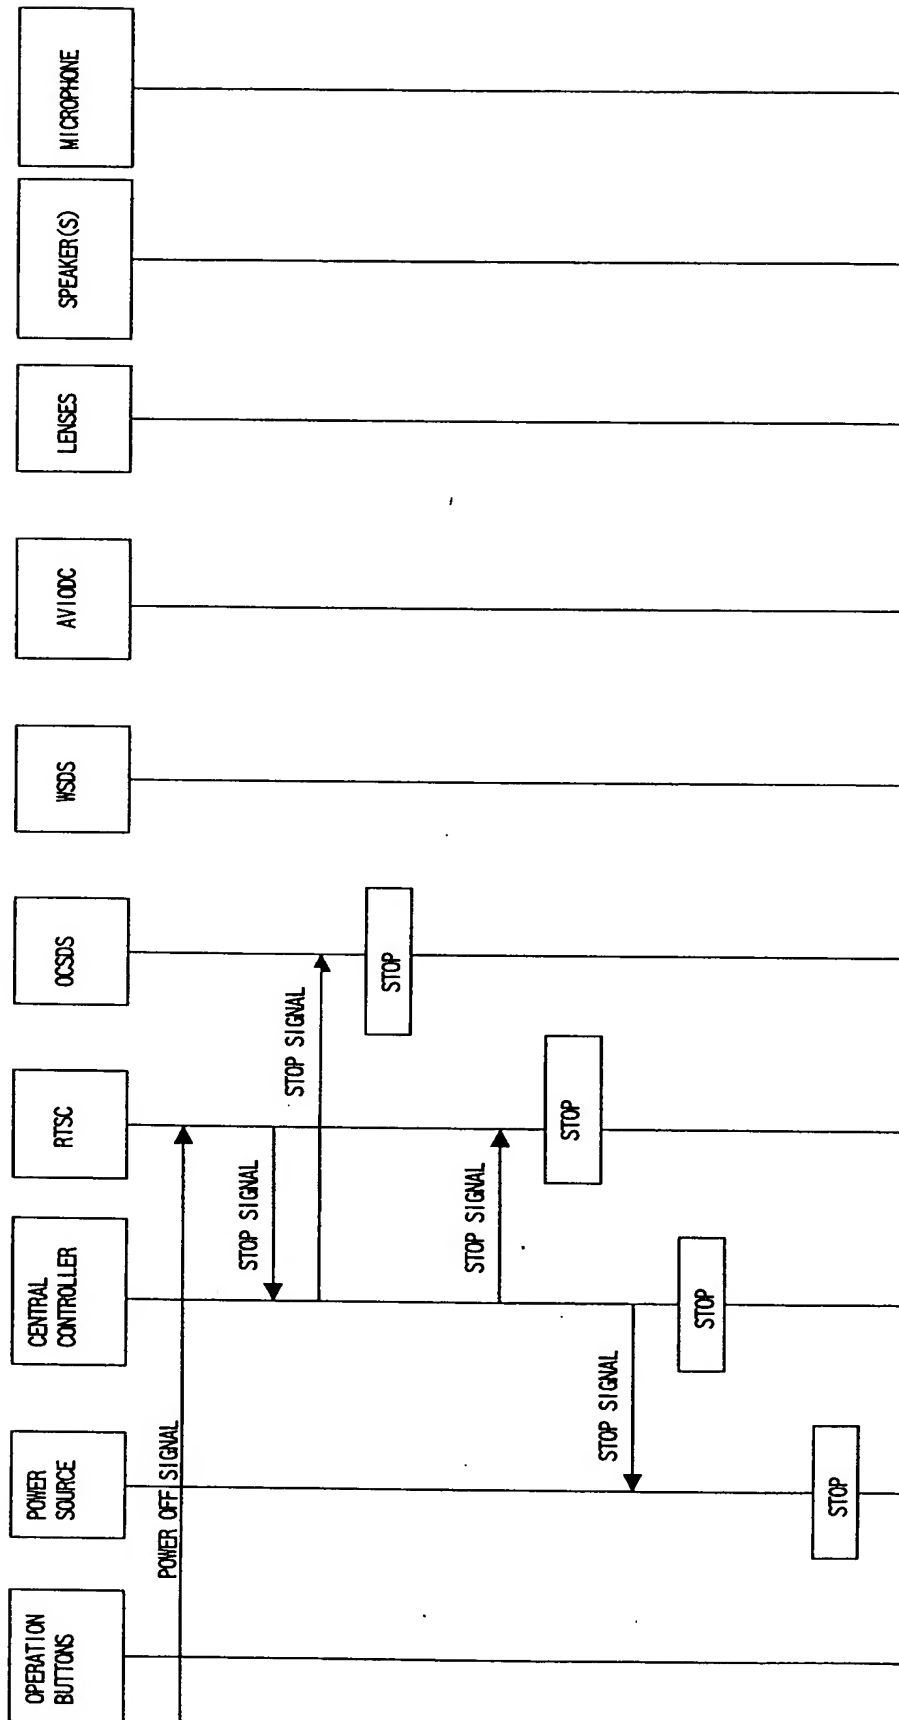 OPERATION
BUTTONS
POWER
SOURCE
CENTRAL
CONTROLLER
RTSC
OCSDS
WSDS
AVIODC
LENSES
SPEAKER(S)
MICROPHONE
POWER OFF SIGNAL
STOP SIGNAL
STOP SIGNAL
STOP
STOP SIGNAL
STOP
STOP SIGNAL
STOP
STOP